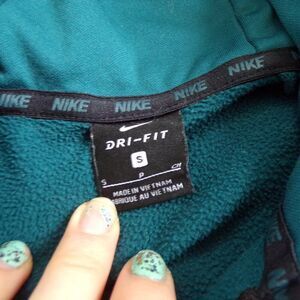 NIKE NIKE NIKE NIKE NIKE
DRI-FIT
S
S P CH
MADE IN VIETNAM
FABRIQUE AU VIETNAM